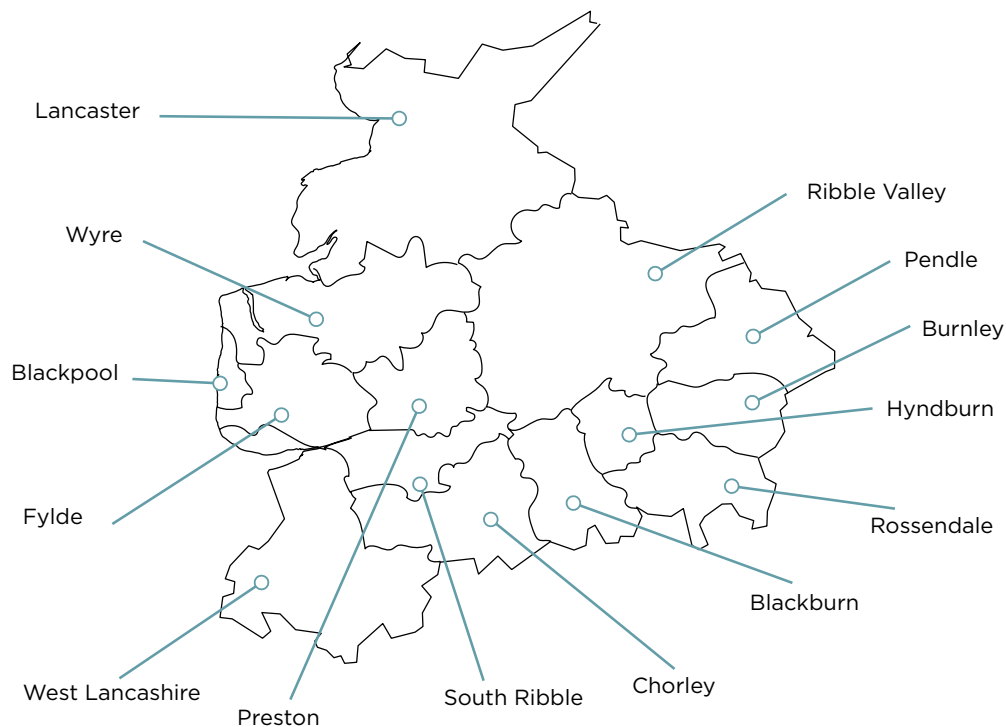 Lancaster
Ribble Valley
Wyre
Pendle
Burnley
Blackpool
Hyndburn
Fylde
Rossendale
Blackburn
Chorley
West Lancashire
South Ribble
Preston